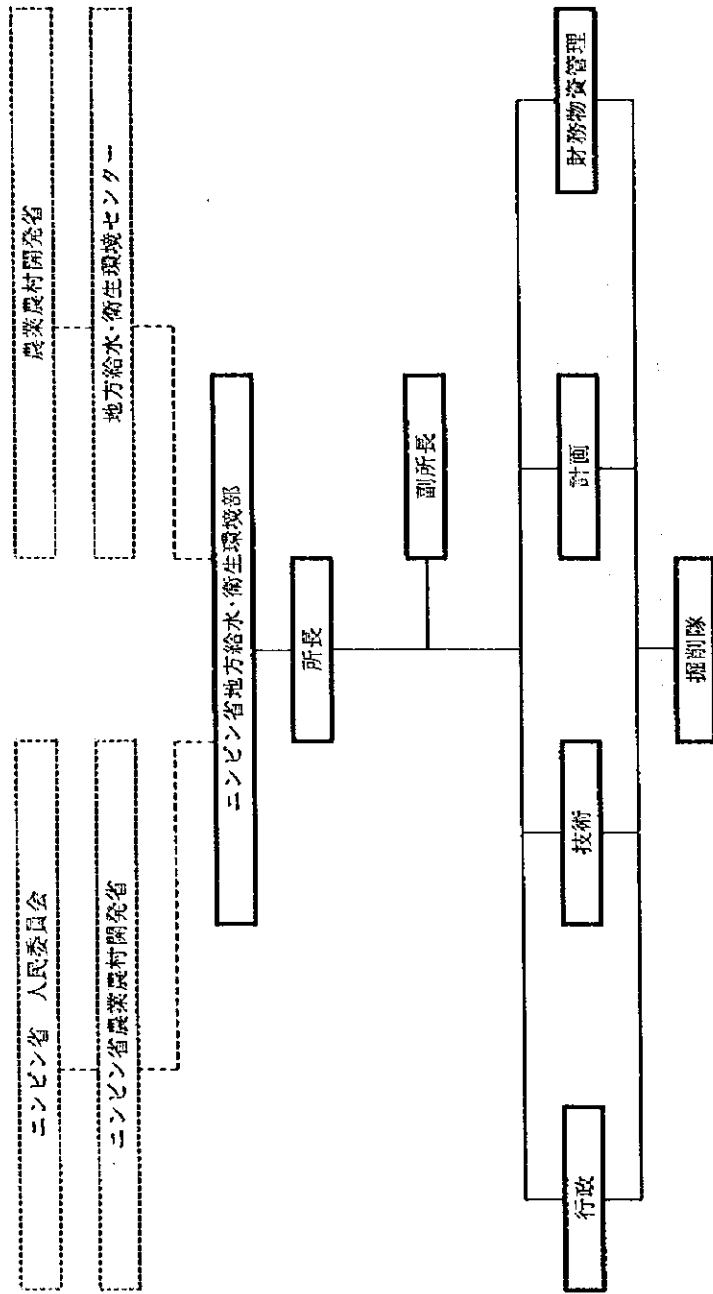 ニンビン省　人民委員会
農業農村開発省
ニンビン省農業農村開発省
地方給水・衛生環境センター
ニンビン省地方給水・衛生環境部
所長
副所長
行政
技術
計画
財務物資管理
掘削隊